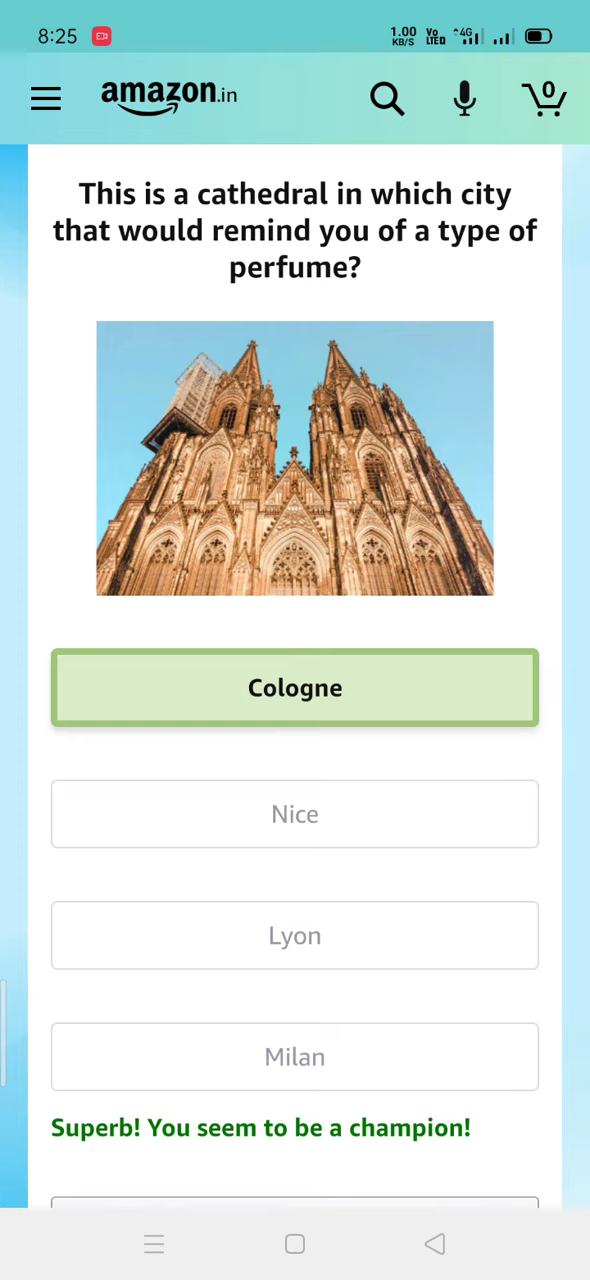 8:25
1.00 KB/S
Vo LTED
4G
amazon.in
0
This is a cathedral in which city
that would remind you of a type of
perfume?
Cologne
Nice
Lyon
Milan
Superb! You seem to be a champion!